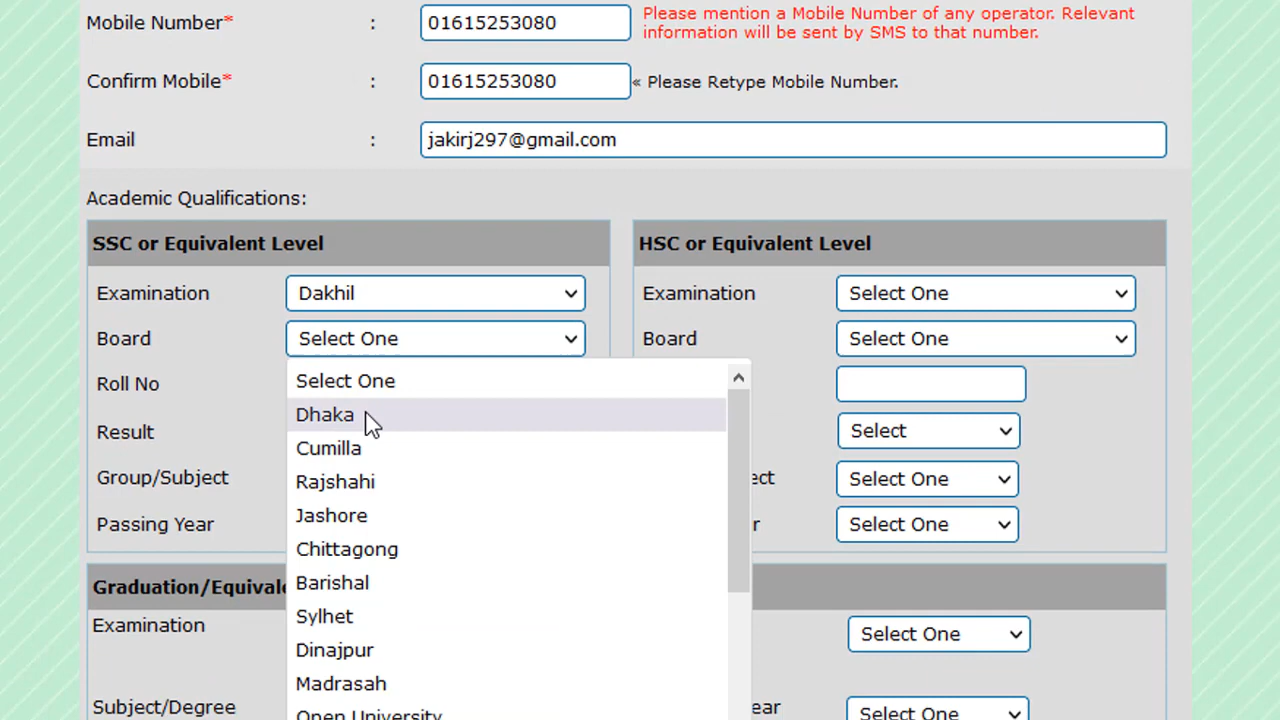 Mobile Number* : 01615253080 Please mention a Mobile Number of any operator. Relevant
information will be sent by SMS to that number.
Confirm Mobile* : 01615253080 « Please Retype Mobile Number.
Email : jakirj297@gmail.com
Academic Qualifications:
SSC or Equivalent Level HSC or Equivalent Level
Examination Dakhil Examination Select One
Board Select One Board Select One
Roll No Select One
Dhaka
Result Select
Cumilla
Group/Subject Rajshahi ect Select One
Passing Year Jashore r Select One
Chittagong
Graduation/Equivale Barishal
Examination Sylhet Select One
Dinajpur
Madrasah
Subject/Degree Open University ear Select One